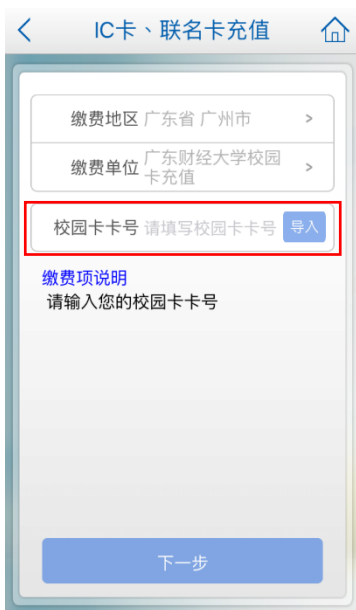 IC卡、联名卡充值
缴费地区 广东省 广州市 >
缴费单位 广东财经大学校园
卡充值 >
校园卡卡号 请填写校园卡卡号 导入
缴费项说明
请输入您的校园卡卡号
下一步